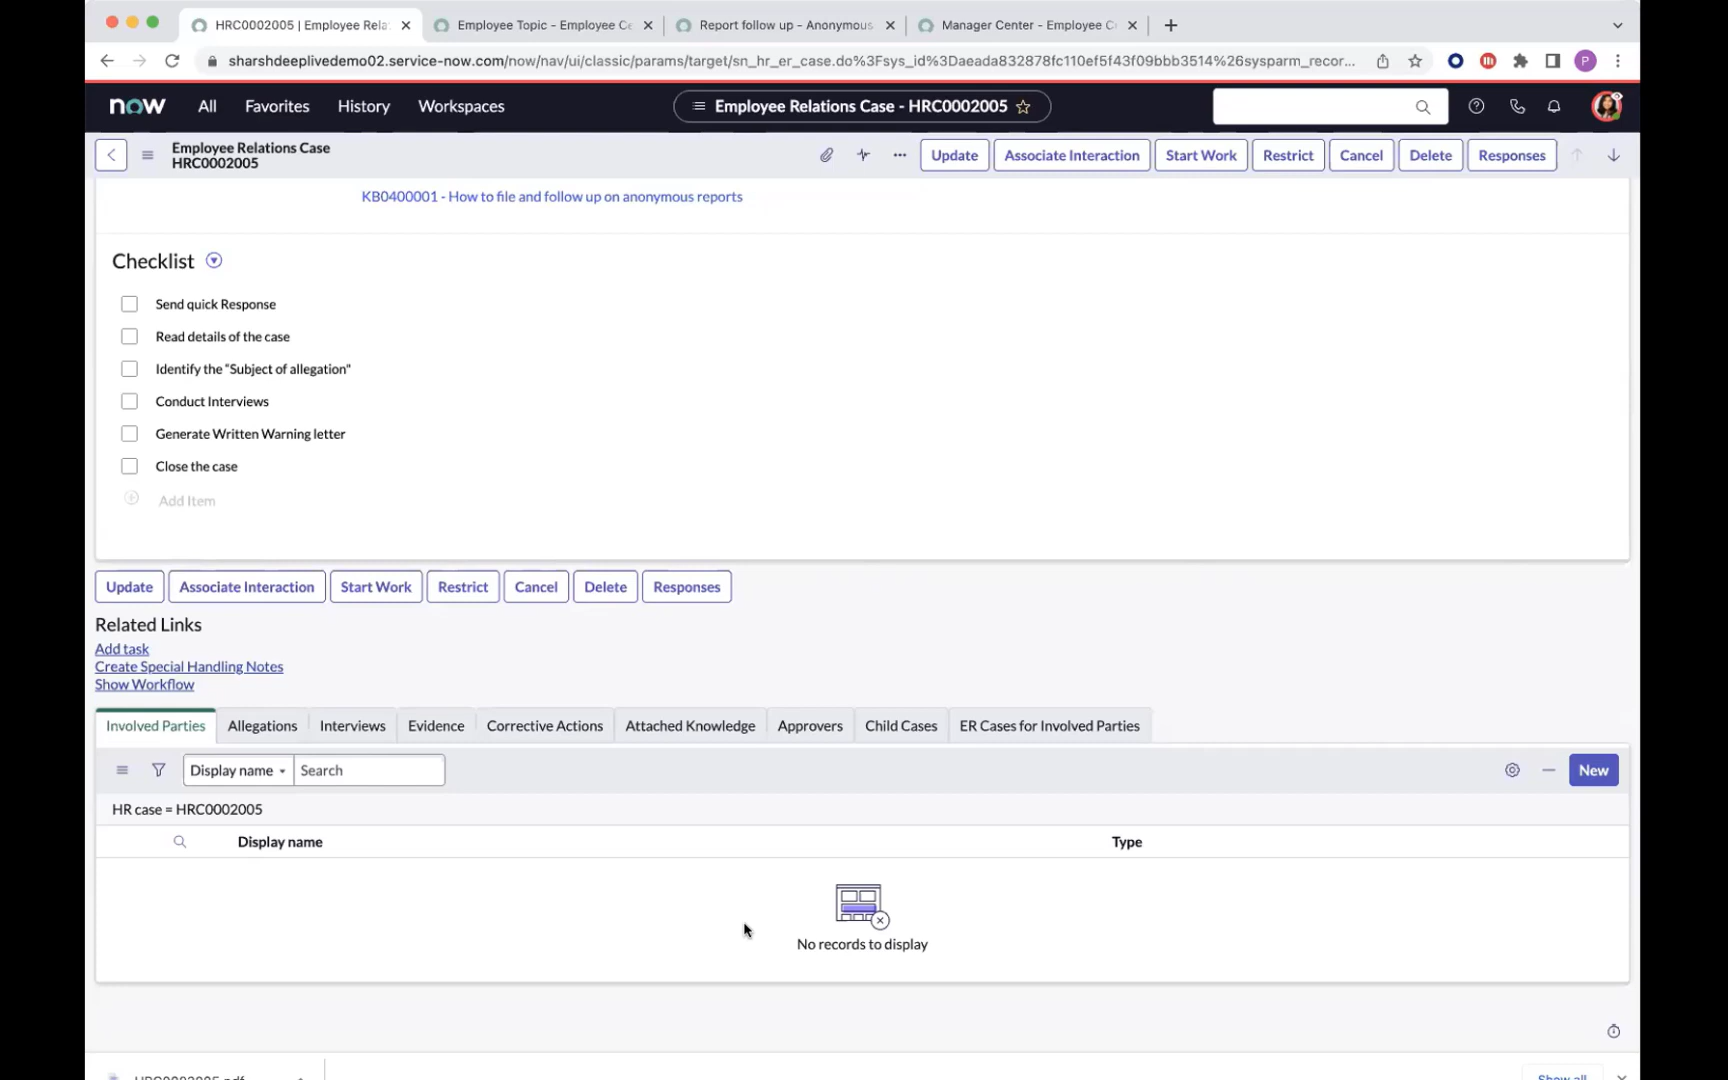 HRC0002005 | Employee Rela
Employee Topic - Employee Ce
Report follow up - Anonymous
Manager Center - Employee C
sharshdeeplivedemo02.service-now.com/now/nav/ui/classic/params/target/sn_hr_er_case.do%3Fsys_id%3Daeada832878fc110ef5f43f09bbb3514%26sysparm_recor...
P
now
All
Favorites
History
Workspaces
Employee Relations Case - HRC0002005
Employee Relations Case
HRC0002005
Update
Associate Interaction
Start Work
Restrict
Cancel
Delete
Responses
KB0400001 - How to file and follow up on anonymous reports
Checklist
Send quick Response
Read details of the case
Identify the "Subject of allegation"
Conduct Interviews
Generate Written Warning letter
Close the case
Add Item
Update
Associate Interaction
Start Work
Restrict
Cancel
Delete
Responses
Related Links
Add task
Create Special Handling Notes
Show Workflow
Involved Parties
Allegations
Interviews
Evidence
Corrective Actions
Attached Knowledge
Approvers
Child Cases
ER Cases for Involved Parties
Display name
Search
New
HR case = HRC0002005
Display name
Type
No records to display
HRC0002005.pdf
Show all